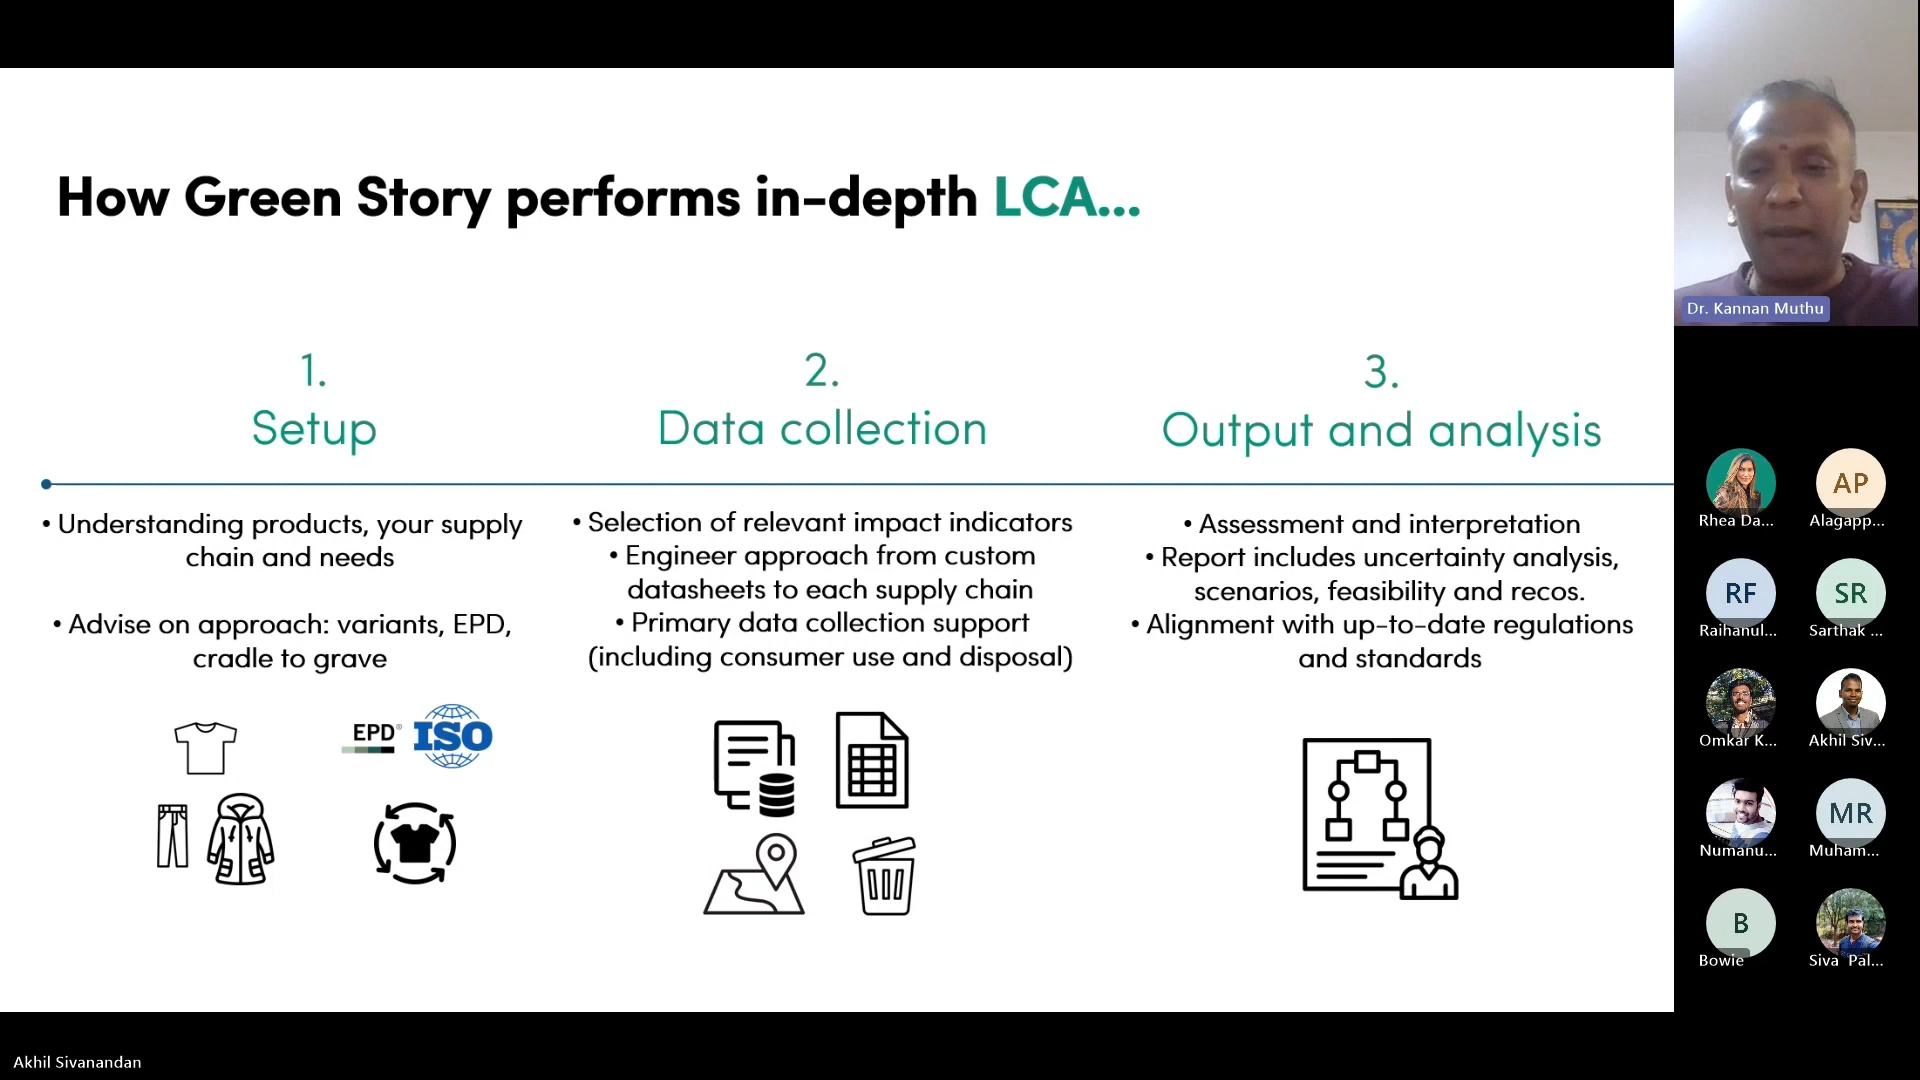 How Green Story performs in-depth LCA...
1.
Setup
• Understanding products, your supply
chain and needs
• Advise on approach: variants, EPD,
cradle to grave
EPD®
ISO
2.
Data collection
• Selection of relevant impact indicators
• Engineer approach from custom
datasheets to each supply chain
• Primary data collection support
(including consumer use and disposal)
3.
Output and analysis
• Assessment and interpretation
• Report includes uncertainty analysis,
scenarios, feasibility and recos.
• Alignment with up-to-date regulations
and standards
Dr. Kannan Muthu
Rhea Da...
AP
Alagapp...
RF
Raihanul...
SR
Sarthak ...
Omkar K...
Akhil Siv...
Numanu...
MR
Muham...
B
Bowie
Siva Pal...
Akhil Sivanandan